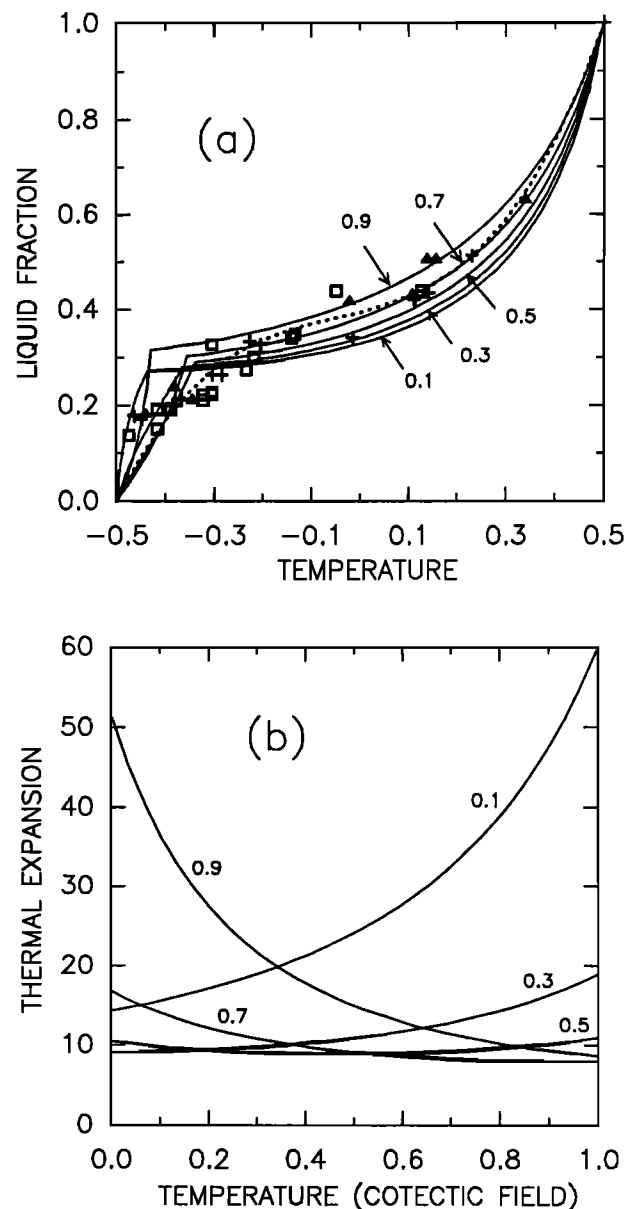 1.0
(a)
0.8
0.6
0.4
0.2
0.0
LIQUID FRACTION
0.9
0.7
0.5
0.3
0.1
−0.5 −0.3 −0.1 0.1 0.3 0.5
TEMPERATURE
60
(b)
50
40
30
20
10
0
THERMAL EXPANSION
0.1
0.9
0.3
0.7
0.5
0.0 0.2 0.4 0.6 0.8 1.0
TEMPERATURE (COTECTIC FIELD)